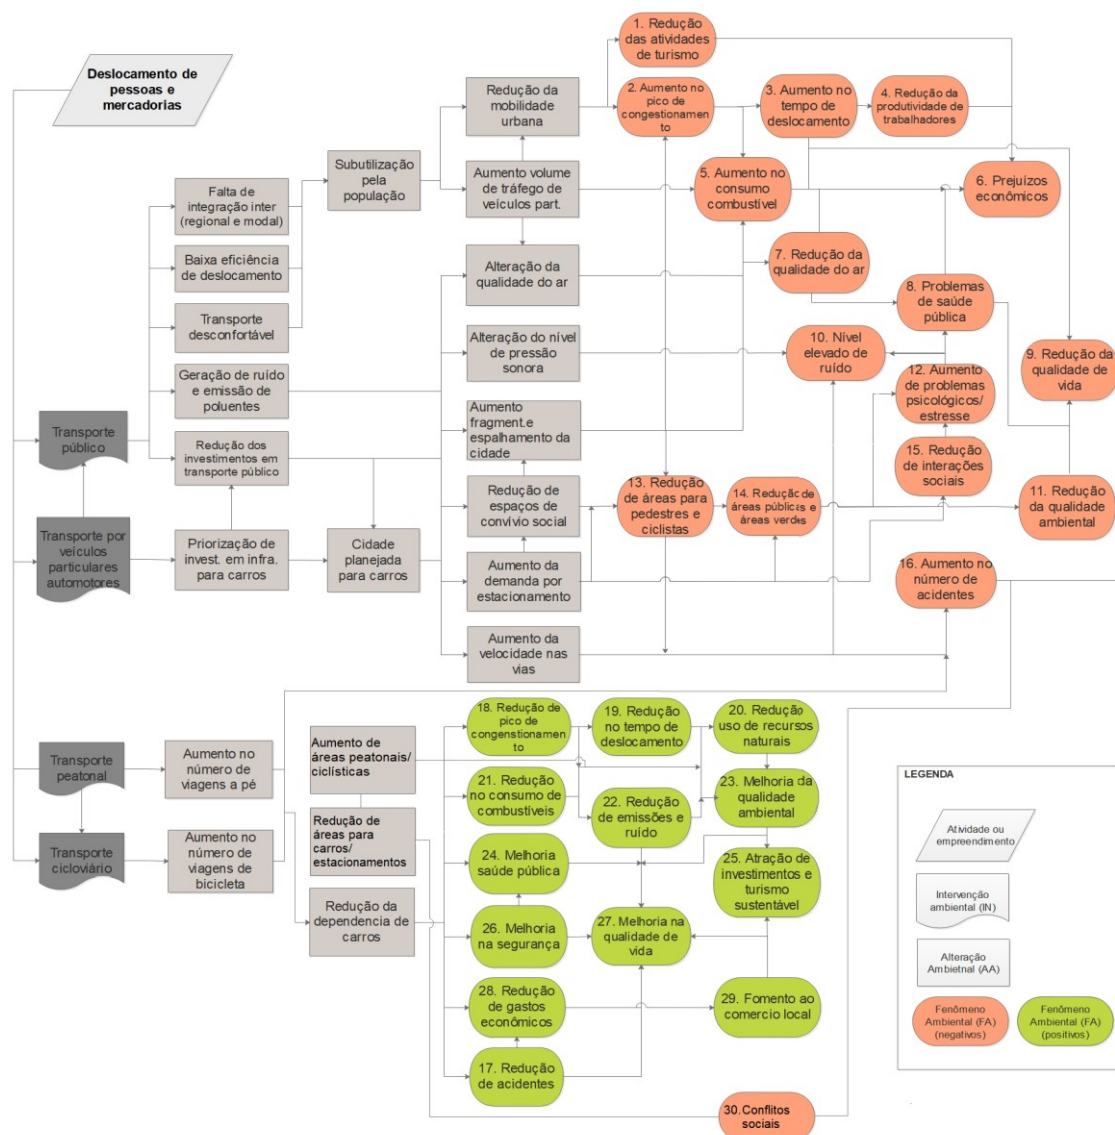 Deslocamento de
pessoas e
mercadorias
Transporte
público
Transporte por
veículos
particulares
automotores
Falta de
integração inter
(regional e modal)
Baixa eficiência
de deslocamento
Transporte
desconfortável
Geração de ruído
e emissão de
poluentes
Redução dos
investimentos em
transporte público
Priorização de
invest. em infra.
para carros
Subutilização
pela
população
Cidade
planejada
para carros
Redução da
mobilidade
urbana
Aumento volume
de tráfego de
veículos part.
Alteração da
qualidade do ar
Alteração do nível
de pressão
sonora
Aumento
fragment.e
espalhamento da
cidade
Redução de
espaços de
convívio social
Aumento da
demanda por
estacionamento
Aumento da
velocidade nas
vias
1. Redução
das atividades
de turismo
2. Aumento no
pico de
congestionamen
to
3. Aumento no
tempo de
deslocamento
4. Redução da
produtividade de
trabalhadores
5. Aumento no
consumo
combustível
6. Prejuízos
econômicos
7. Redução da
qualidade do ar
8. Problemas
de saúde
pública
10. Nível
elevado de
ruído
9. Redução da
qualidade de
vida
12. Aumento
de problemas
psicológicos/
estresse
15. Redução
de interações
sociais
13. Redução
de áreas para
pedestres e
ciclistas
14. Redução de
áreas públicas e
áreas verdes
11. Redução
da qualidade
ambiental
16. Aumento no
número de
acidentes
Transporte
peatonal
Transporte
cicloviário
Aumento no
número de
viagens a pé
Aumento no
número de
viagens de
bicicleta
Aumento de
áreas peatonais/
ciclísticas
Redução de
áreas para
carros/
estacionamentos
Redução da
dependencia de
carros
18. Redução de
pico de
congenstionamen
to
19. Redução
no tempo de
deslocamento
20. Redução
uso de recursos
naturais
21. Redução
no consumo de
combustíveis
22. Redução
de emissões e
ruído
23. Melhoria da
qualidade
ambiental
24. Melhoria
saúde pública
25. Atração de
investimentos e
turismo
sustentável
26. Melhoria
na segurança
27. Melhoria na
qualidade de
vida
28. Redução
de gastos
econômicos
29. Fomento ao
comercio local
17. Redução
de acidentes
30.Conflitos
sociais
LEGENDA
Atividade ou
empreendimento
Intervenção
ambiental (IN)
Alteração
Ambietnal (AA)
Fenômeno
Ambiental (FA)
(negativos)
Fenômeno
Ambiental (FA)
(positivos)